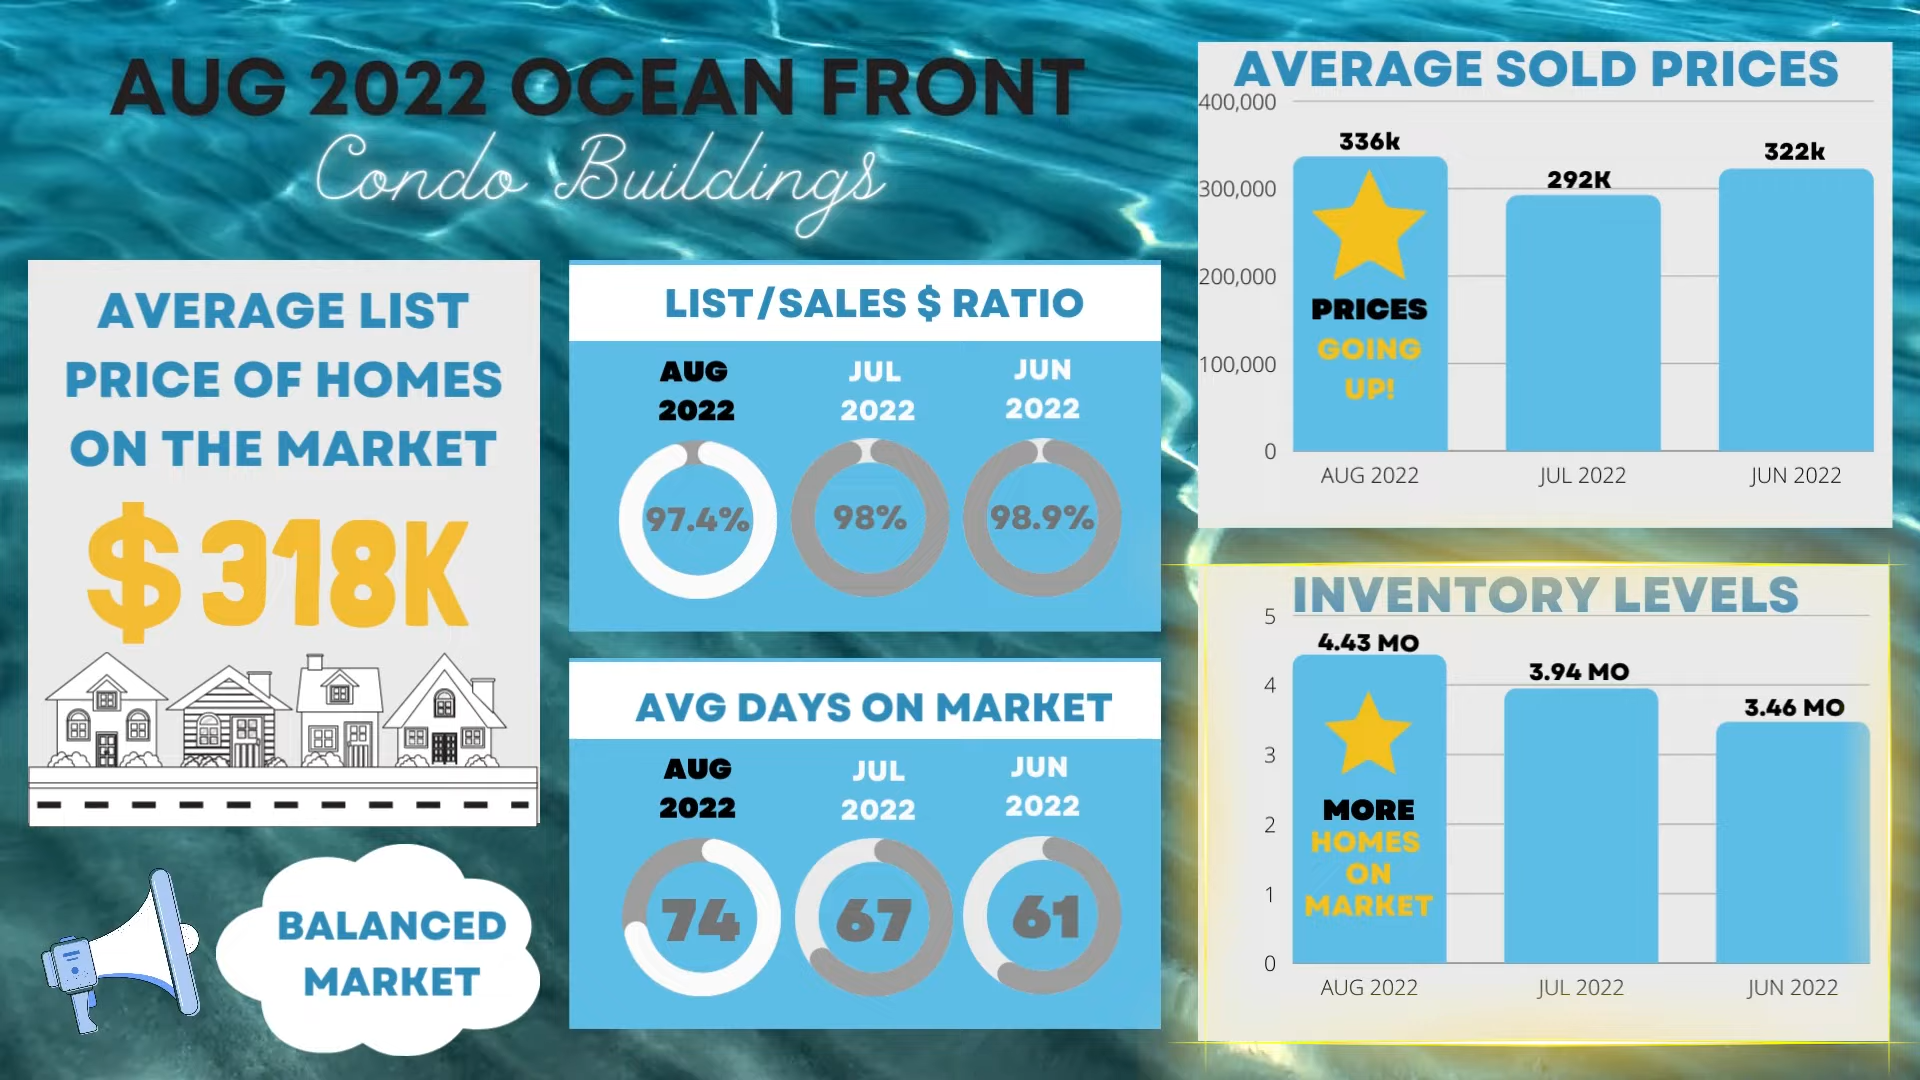 AUG 2022 OCEAN FRONT
Condo Buildings
AVERAGE LIST
PRICE OF HOMES
ON THE MARKET
$318K
BALANCED
MARKET
LIST/SALES $ RATIO
AUG
2022
JUL
2022
JUN
2022
97.4%
98%
98.9%
AVG DAYS ON MARKET
AUG
2022
JUL
2022
JUN
2022
74
67
61
AVERAGE SOLD PRICES
400,000
300,000
200,000
100,000
0
336k
292K
322k
PRICES
GOING
UP!
AUG 2022
JUL 2022
JUN 2022
INVENTORY LEVELS
5
4
3
2
1
0
4.43 MO
3.94 MO
3.46 MO
MORE
HOMES
ON
MARKET
AUG 2022
JUL 2022
JUN 2022